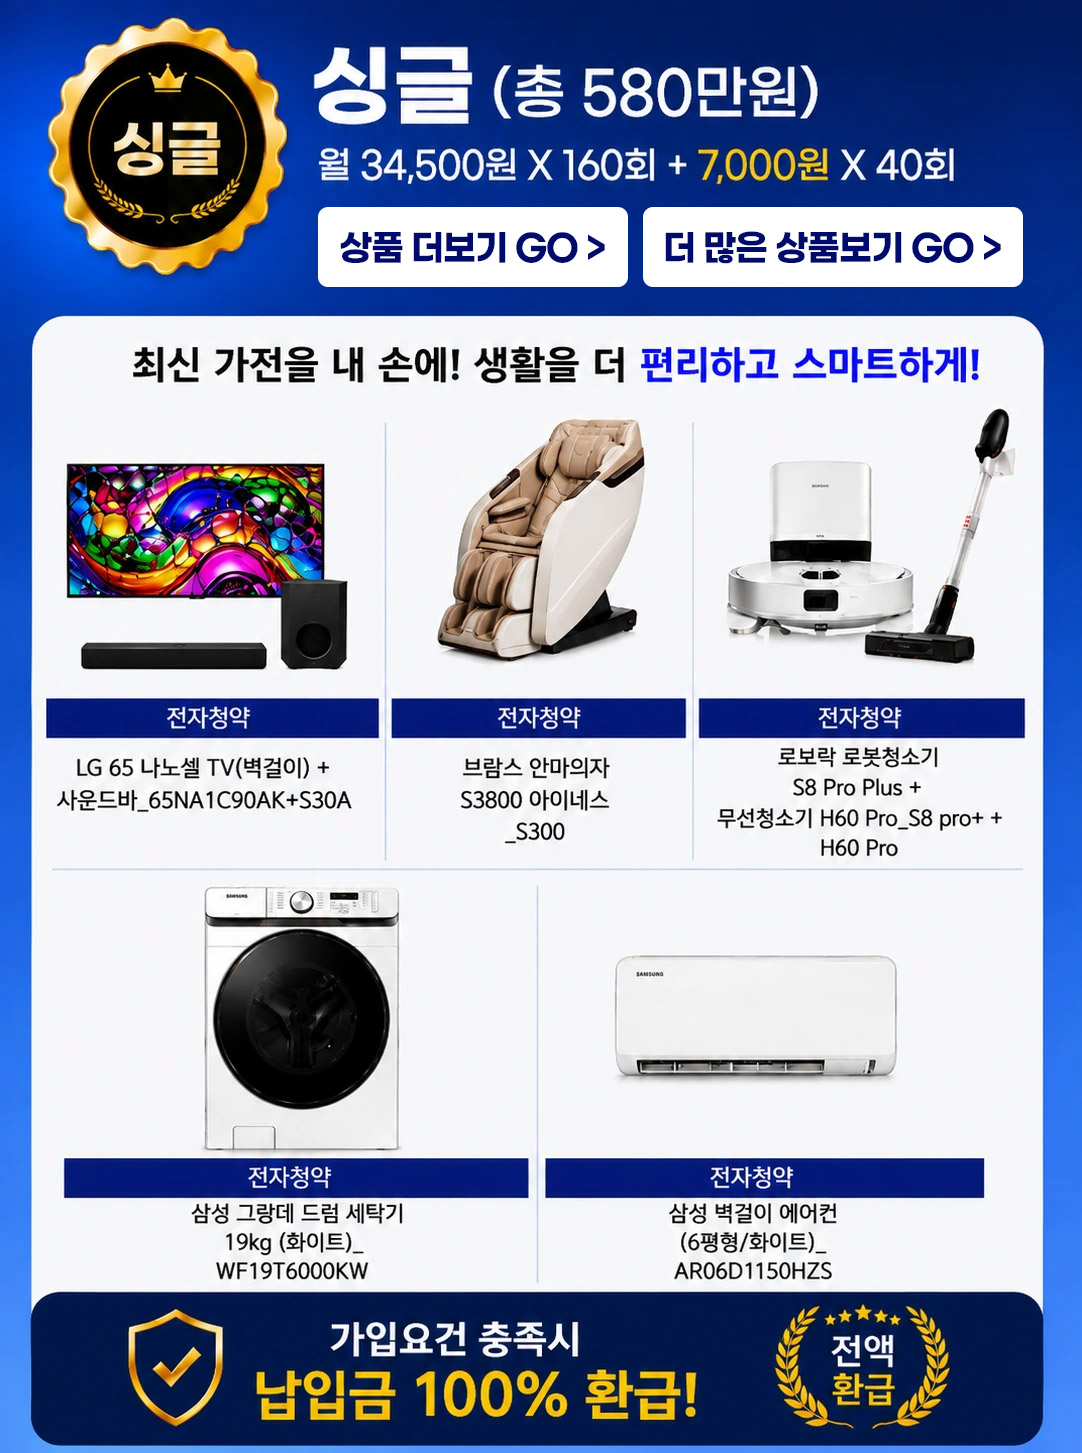 싱글
싱글 (총 580만원)
월 34,500원 X 160회 + 7,000원 X 40회
상품 더보기 GO >
더 많은 상품보기 GO >
최신 가전을 내 손에! 생활을 더 편리하고 스마트하게!
SAMSUNG
전자청약
전자청약
전자청약
LG 65 나노셀 TV(벽걸이) +
사운드바_65NA1C90AK+S30A
브람스 안마의자
S3800 아이네스
_S300
로보락 로봇청소기
S8 Pro Plus +
무선청소기 H60 Pro_S8 pro+ +
H60 Pro
SAMSUNG
SAMSUNG
전자청약
전자청약
삼성 그랑데 드럼 세탁기
19kg (화이트)_
WF19T6000KW
삼성 벽걸이 에어컨
(6평형/화이트)_
AR06D1150HZS
가입요건 충족시
납입금 100% 환급!
전액
환급